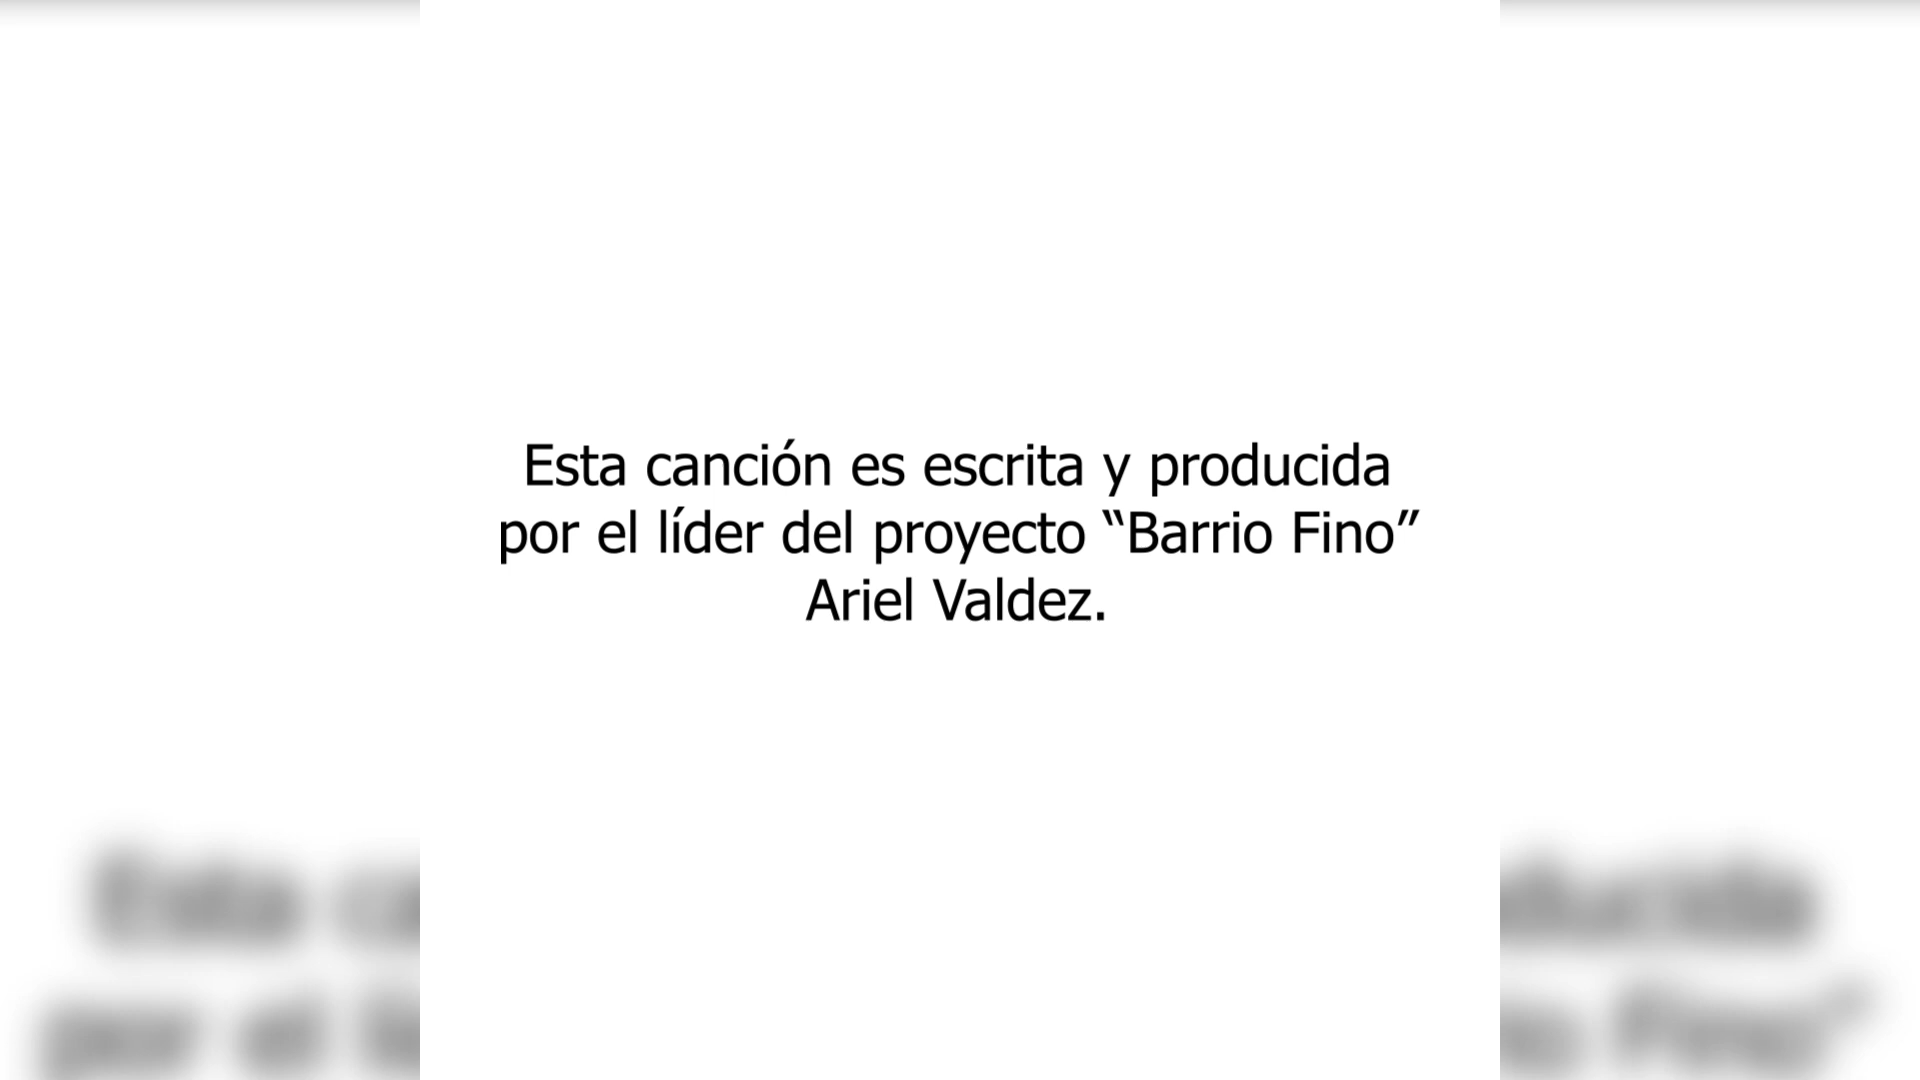 Esta canción es escrita y producida
por el líder del proyecto “Barrio Fino”
Ariel Valdez.